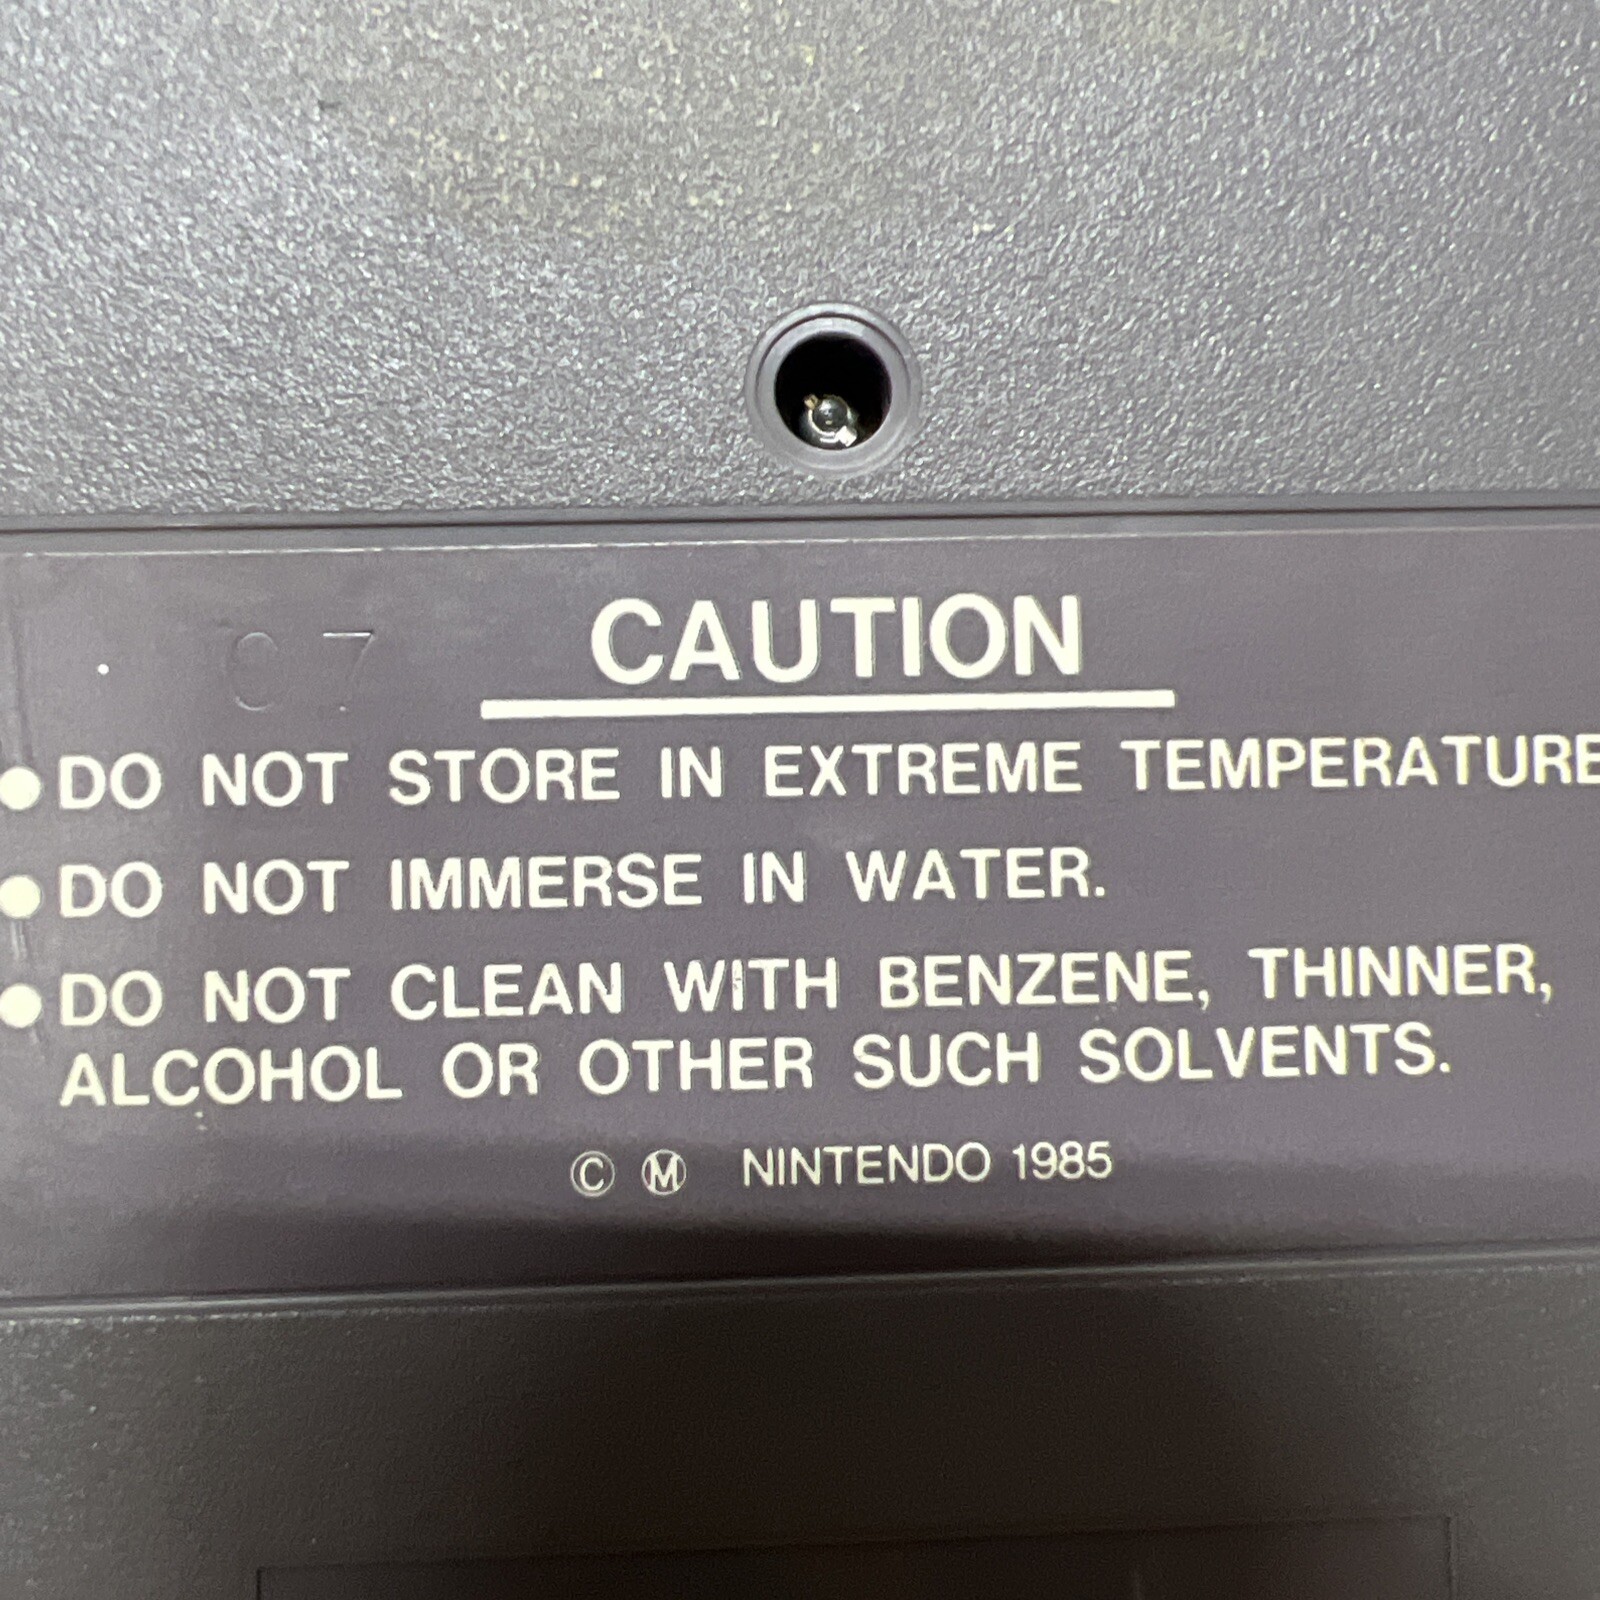 CAUTION
●DO NOT STORE IN EXTREME TEMPERATURE
●DO NOT IMMERSE IN WATER.
●DO NOT CLEAN WITH BENZENE, THINNER,
ALCOHOL OR OTHER SUCH SOLVENTS.
Ⓒ Ⓜ NINTENDO 1985